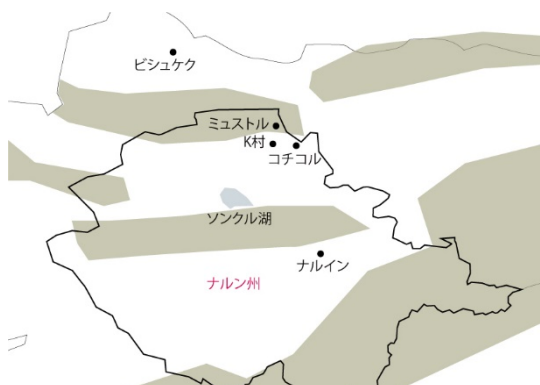 ビシュケク
ミュストル
K村
コチコル
ソンクル湖
ナルイン
ナルン州